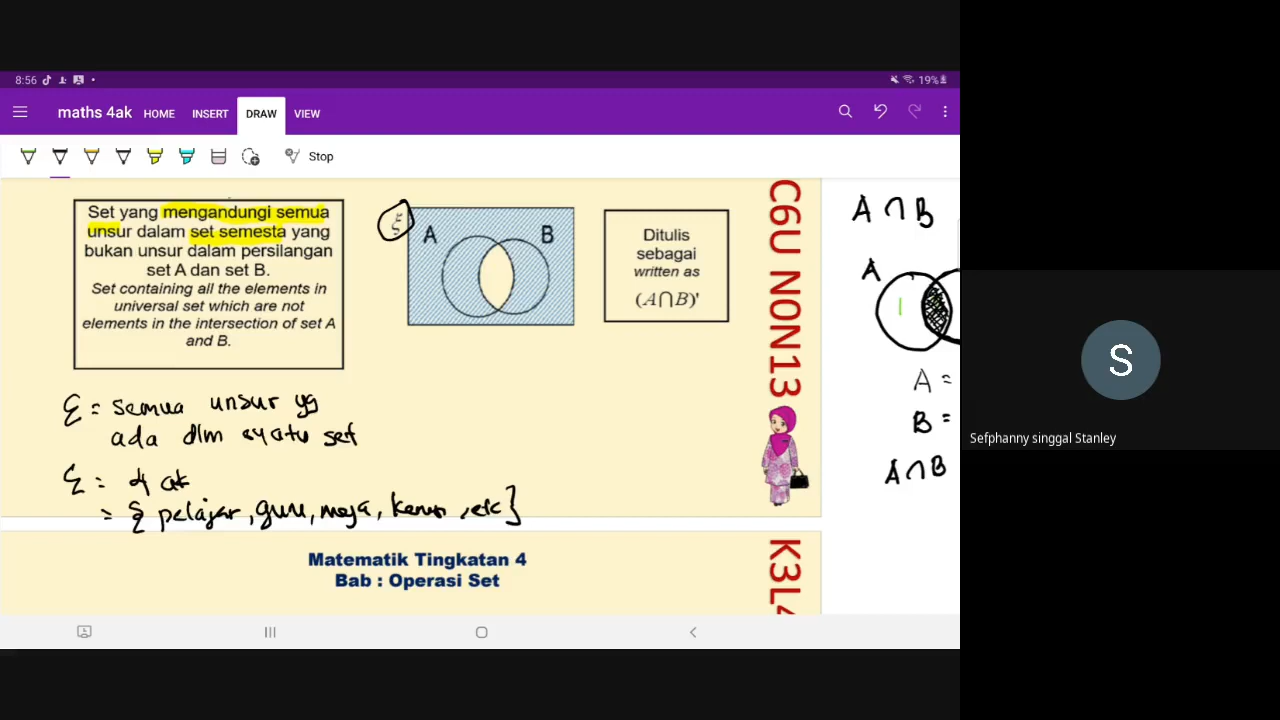 8:56
19%
maths 4ak
HOME
INSERT
DRAW
VIEW
Stop
Set yang mengandungi semua
unsur dalam set semesta yang
bukan unsur dalam persilangan
set A dan set B.
Set containing all the elements in
universal set which are not
elements in the intersection of set A
and B.
ξ
A
B
Ditulis
sebagai
written as
(A∩B)'
C6U N0N13
ξ = semua unsur yg
ada dlm suatu set
ξ = 4 ak
= { pelajar, guru, meja, kerusi, etc }
Matematik Tingkatan 4
Bab : Operasi Set
A ∩ B
A
1
A =
B =
A ∩ B
S
Sefphanny singgal Stanley